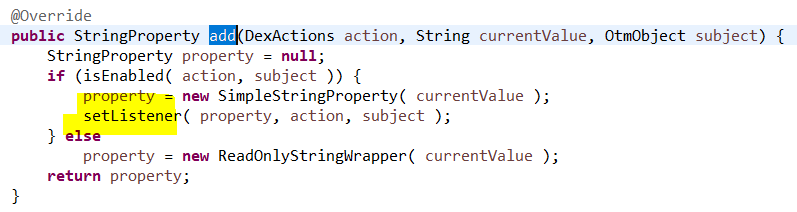 @Override
public StringProperty add(DexActions action, String currentValue, OtmObject subject) {
    StringProperty property = null;
    if (isEnabled( action, subject )) {
        property = new SimpleStringProperty( currentValue );
        setListener( property, action, subject );
    } else
        property = new ReadOnlyStringWrapper( currentValue );
    return property;
}